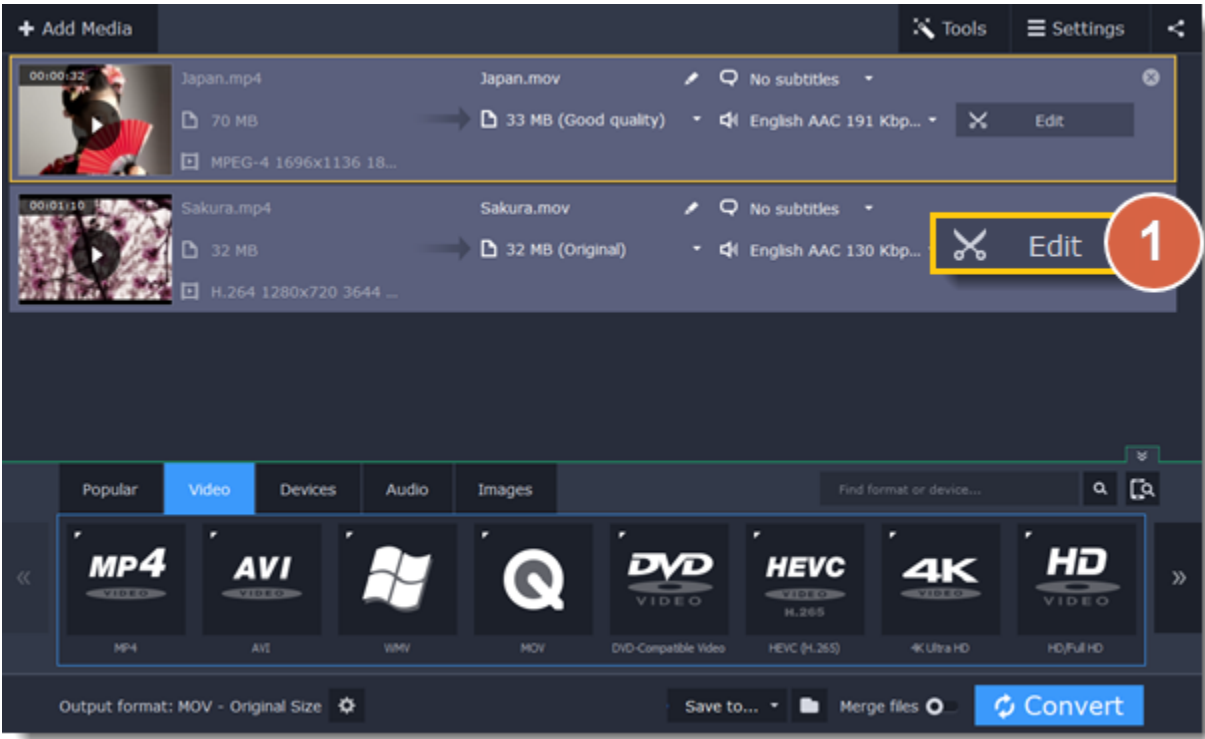 + Add Media
Tools
Settings
00:00:32
Japan.mp4
Japan.mov
No subtitles
70 MB
33 MB (Good quality)
English AAC 191 Kbp...
Edit
MPEG-4 1696x1136 18...
00:01:10
Sakura.mp4
Sakura.mov
No subtitles
32 MB
32 MB (Original)
English AAC 130 Kbp...
Edit
1
H.264 1280x720 3644 ...
Popular
Video
Devices
Audio
Images
Find format or device...
MP4 VIDEO
AVI VIDEO
DVD VIDEO
HEVC VIDEO H.265
4K VIDEO
HD VIDEO
MP4
AVI
WMV
MOV
DVD-Compatible Video
HEVC (H.265)
4K Ultra HD
HD/Full HD
Output format: MOV - Original Size
Save to...
Merge files
Convert